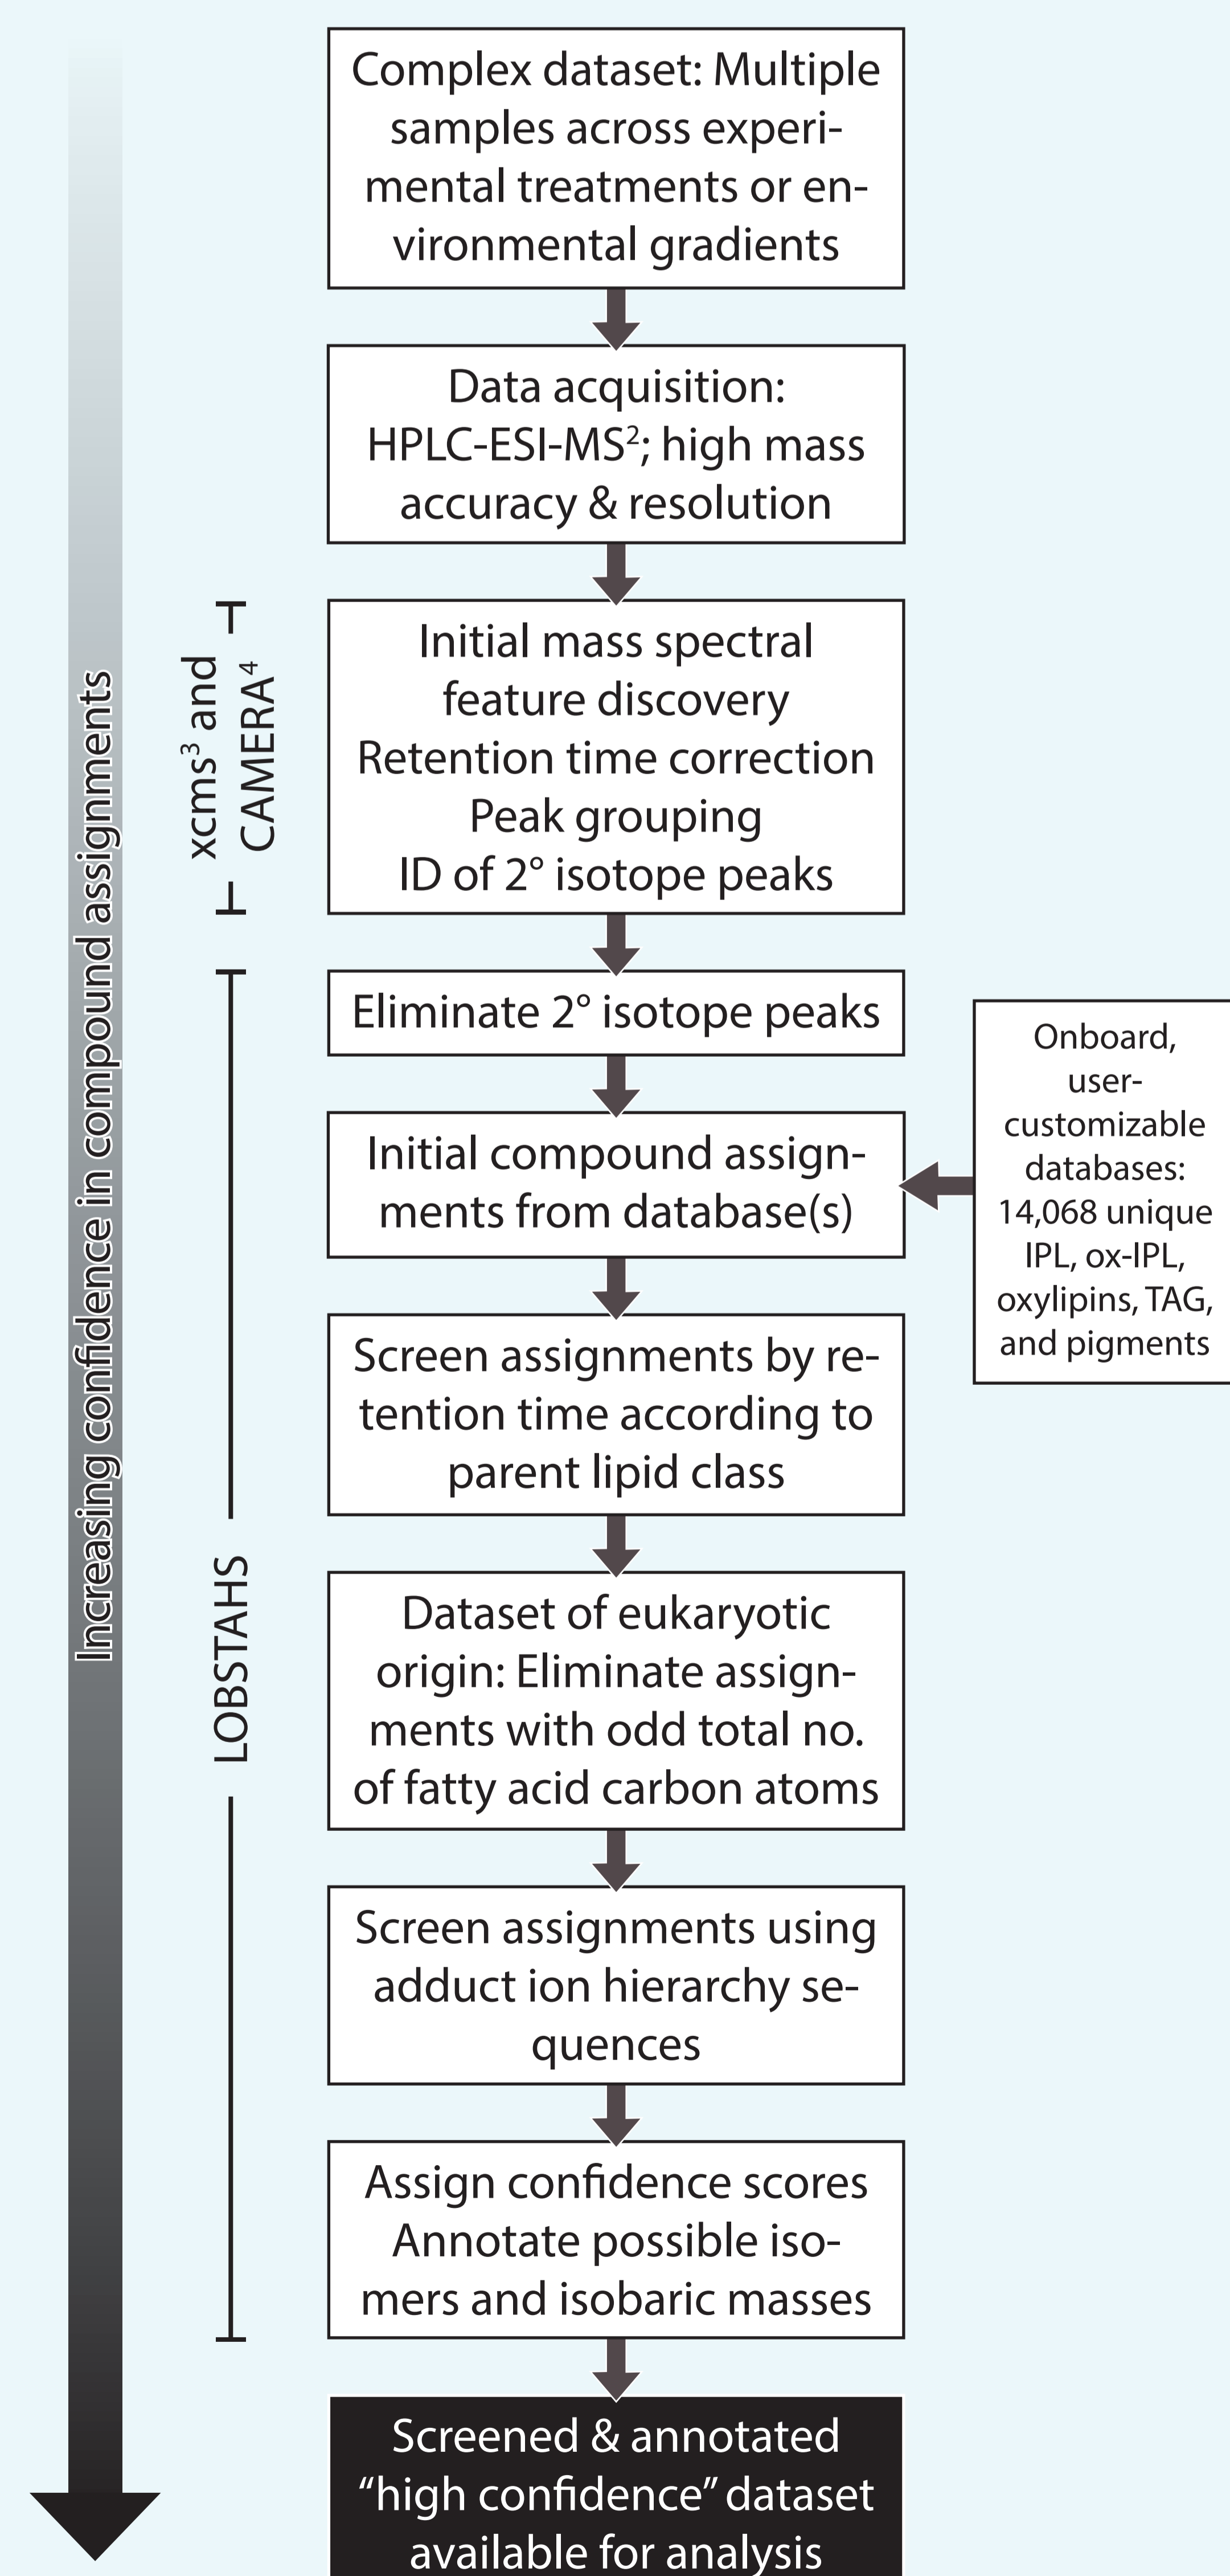 Complex dataset: Multiple
samples across experi-
mental treatments or en-
vironmental gradients
Data acquisition:
HPLC-ESI-MS²; high mass
accuracy & resolution
xcms³ and
CAMERA⁴
Initial mass spectral
feature discovery
Retention time correction
Peak grouping
ID of 2° isotope peaks
Increasing confidence in compound assignments
LOBSTAHS
Eliminate 2° isotope peaks
Initial compound assign-
ments from database(s)
Onboard,
user-
customizable
databases:
14,068 unique
IPL, ox-IPL,
oxylipins, TAG,
and pigments
Screen assignments by re-
tention time according to
parent lipid class
Dataset of eukaryotic
origin: Eliminate assign-
ments with odd total no.
of fatty acid carbon atoms
Screen assignments using
adduct ion hierarchy se-
quences
Assign confidence scores
Annotate possible iso-
mers and isobaric masses
Screened & annotated
“high confidence” dataset
available for analysis